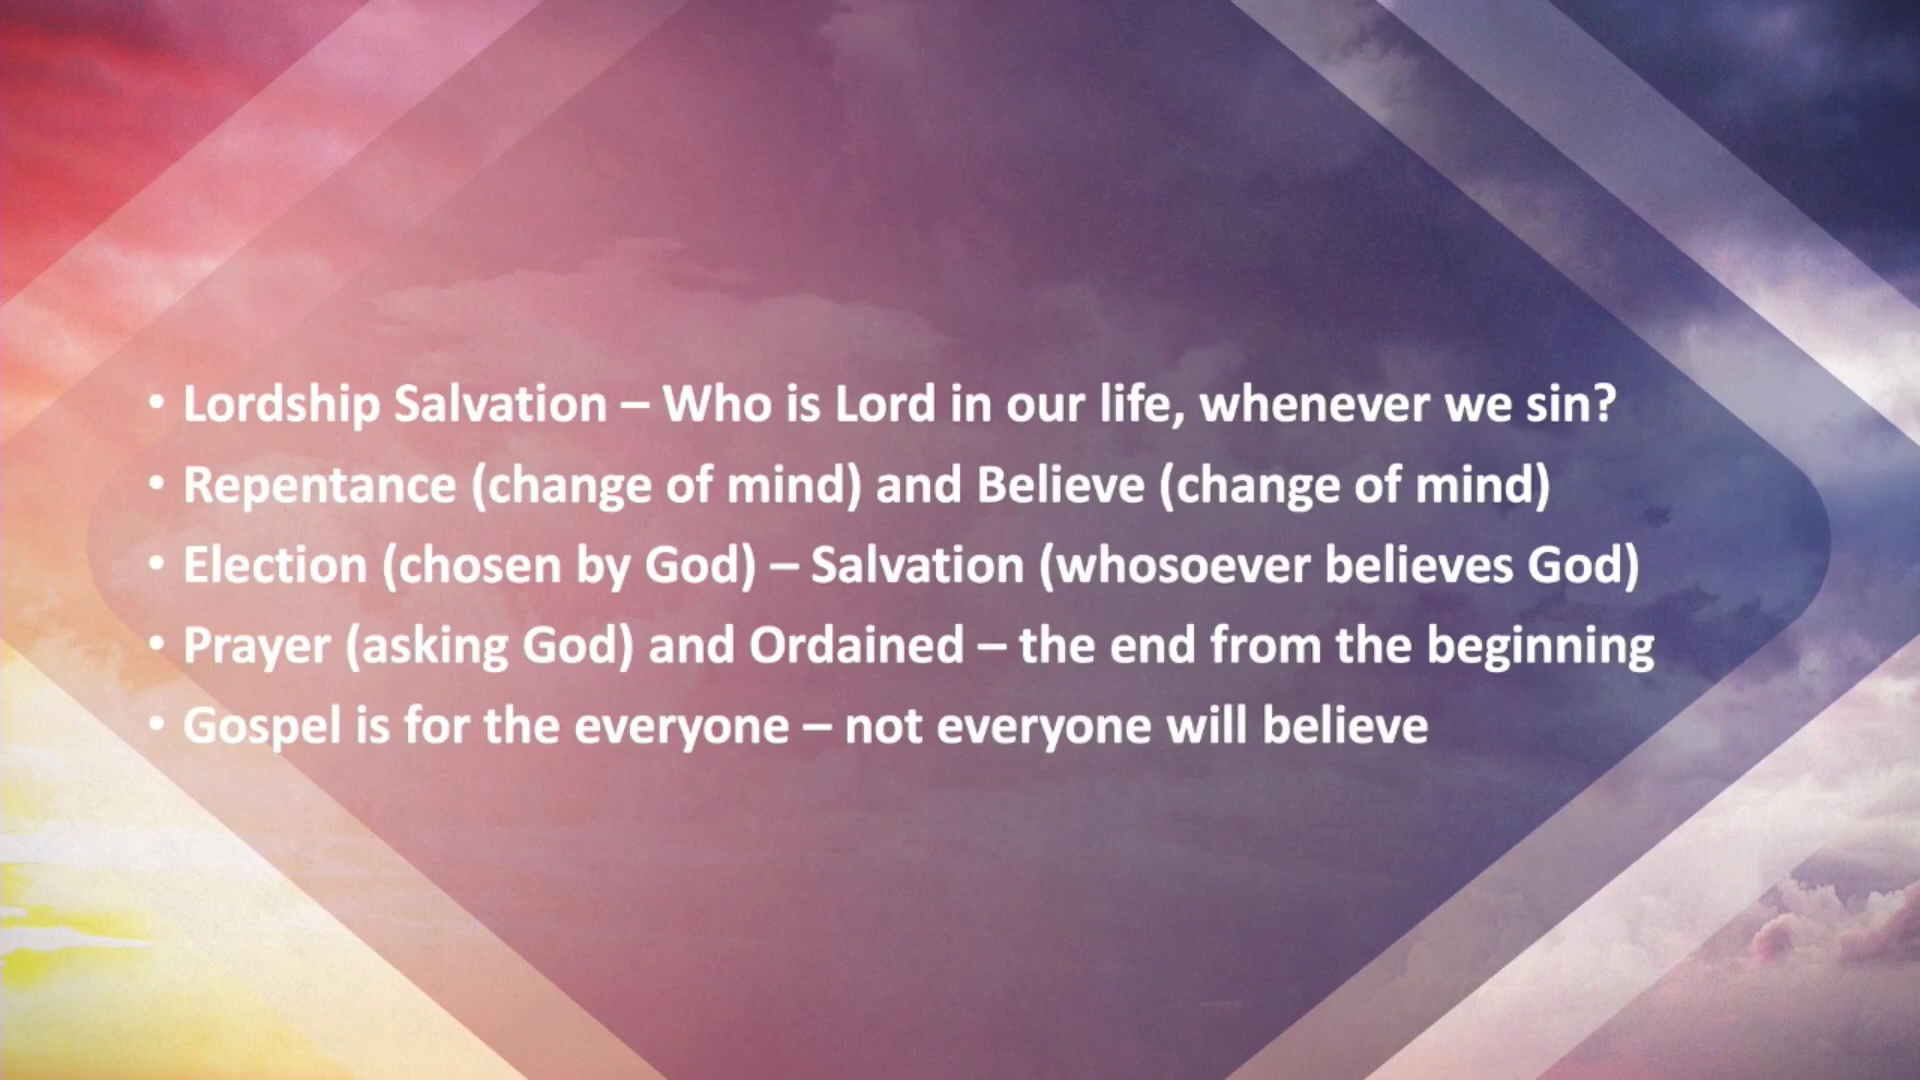 • Lordship Salvation – Who is Lord in our life, whenever we sin?
• Repentance (change of mind) and Believe (change of mind)
• Election (chosen by God) – Salvation (whosoever believes God)
• Prayer (asking God) and Ordained – the end from the beginning
• Gospel is for the everyone – not everyone will believe